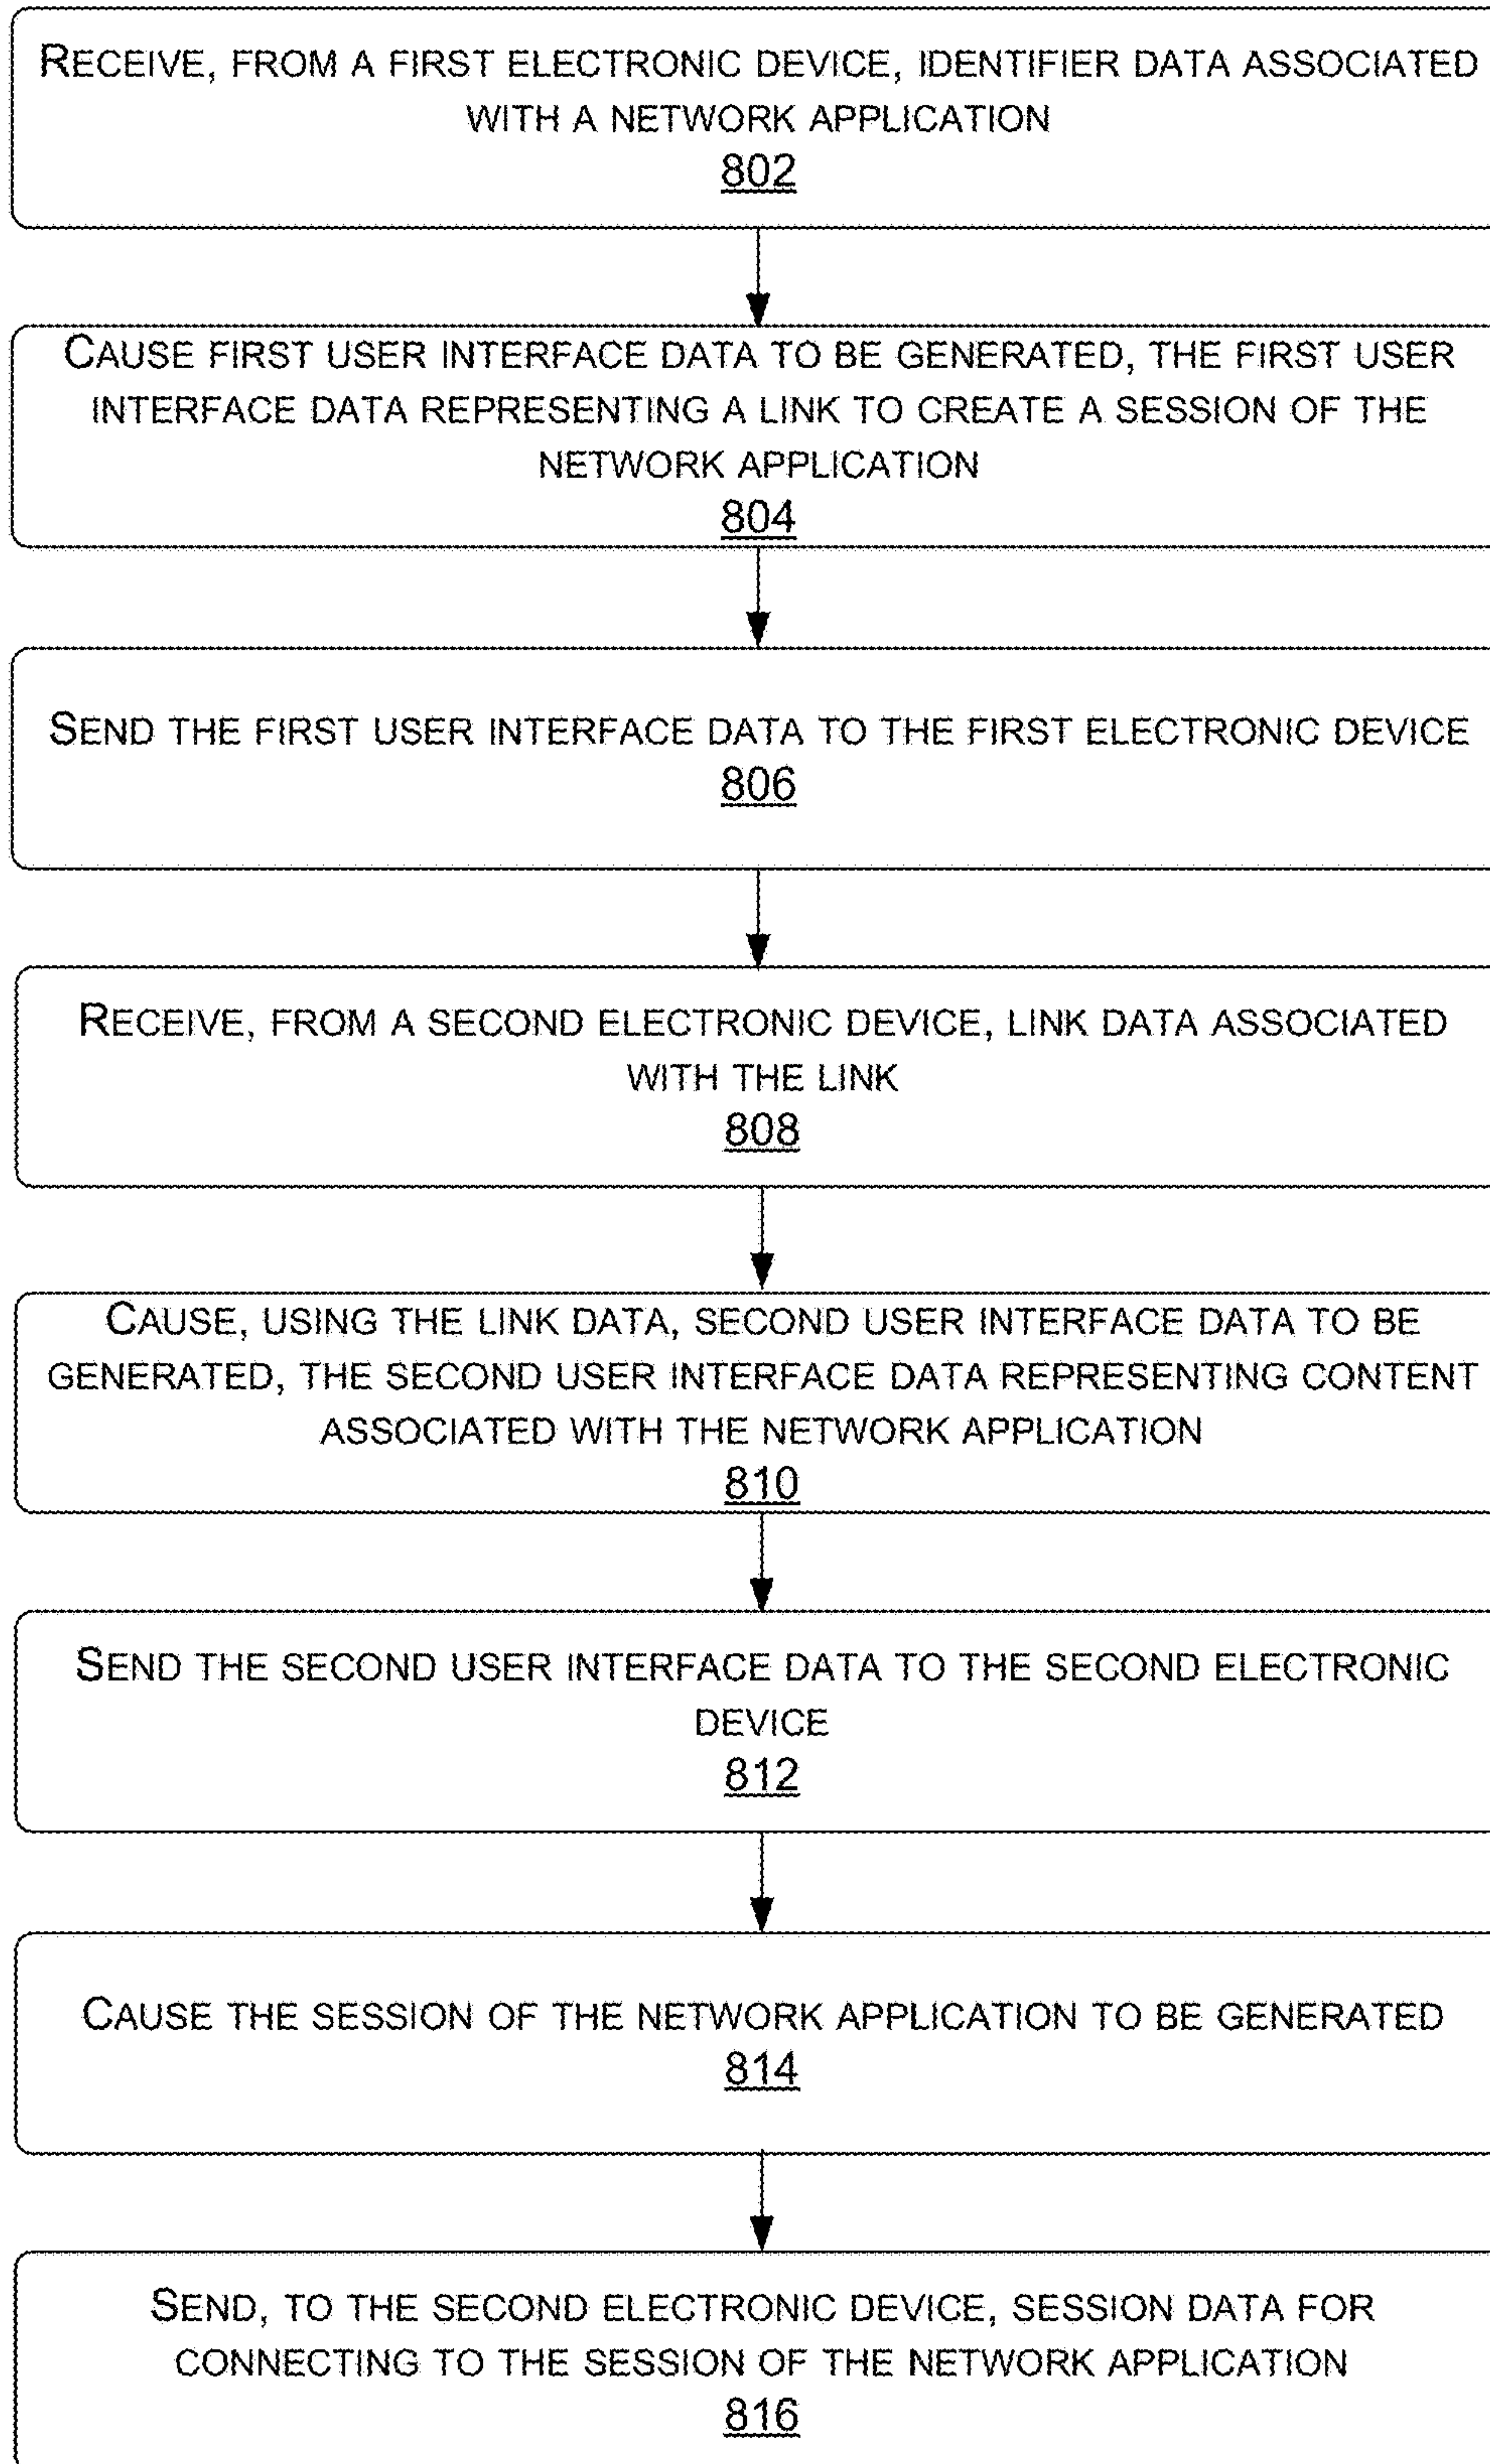 RECEIVE, FROM A FIRST ELECTRONIC DEVICE, IDENTIFIER DATA ASSOCIATED
WITH A NETWORK APPLICATION
802
CAUSE FIRST USER INTERFACE DATA TO BE GENERATED, THE FIRST USER
INTERFACE DATA REPRESENTING A LINK TO CREATE A SESSION OF THE
NETWORK APPLICATION
804
SEND THE FIRST USER INTERFACE DATA TO THE FIRST ELECTRONIC DEVICE
806
RECEIVE, FROM A SECOND ELECTRONIC DEVICE, LINK DATA ASSOCIATED
WITH THE LINK
808
CAUSE, USING THE LINK DATA, SECOND USER INTERFACE DATA TO BE
GENERATED, THE SECOND USER INTERFACE DATA REPRESENTING CONTENT
ASSOCIATED WITH THE NETWORK APPLICATION
810
SEND THE SECOND USER INTERFACE DATA TO THE SECOND ELECTRONIC
DEVICE
812
CAUSE THE SESSION OF THE NETWORK APPLICATION TO BE GENERATED
814
SEND, TO THE SECOND ELECTRONIC DEVICE, SESSION DATA FOR
CONNECTING TO THE SESSION OF THE NETWORK APPLICATION
816